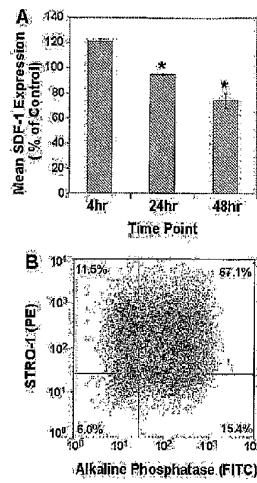 A
140
120
100
80
60
40
20
0
Mean SDF-1 Expression
(% of Control)
*
*
4hr 24hr 48hr
Time Point
B
10⁴
10³
10²
10¹
10⁰
STRO-1 (PE)
11.5% 67.1%
6.0% 15.4%
10⁰ 10¹ 10² 10³ 10⁴
Alkaline Phosphatase (FITC)